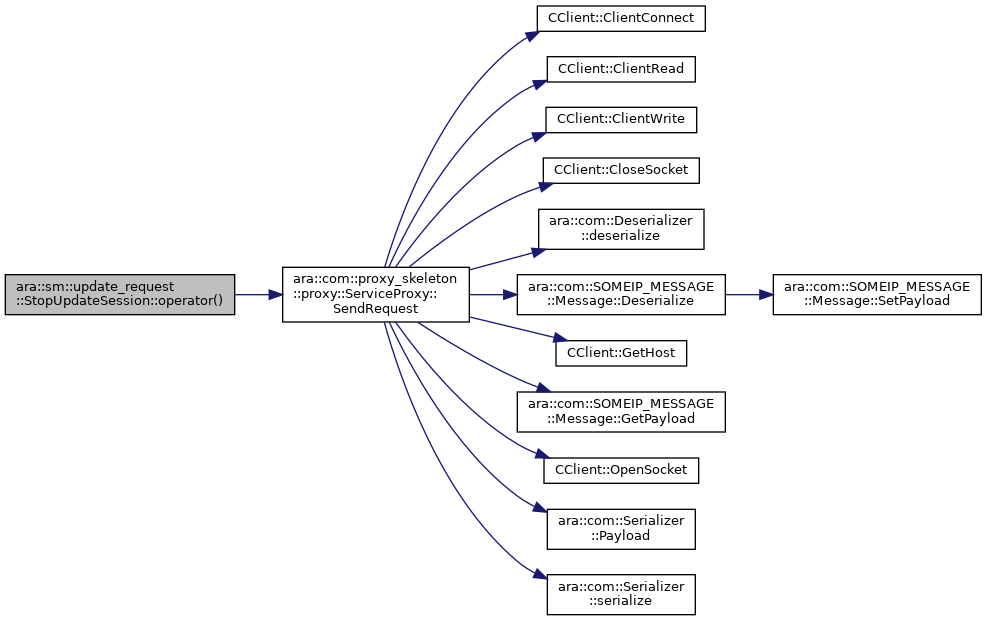 CClient::ClientConnect
CClient::ClientRead
CClient::ClientWrite
CClient::CloseSocket
ara::com::Deserializer
::deserialize
ara::sm::update_request
::StopUpdateSession::operator()
ara::com::proxy_skeleton
::proxy::ServiceProxy::
SendRequest
ara::com::SOMEIP_MESSAGE
::Message::Deserialize
ara::com::SOMEIP_MESSAGE
::Message::SetPayload
CClient::GetHost
ara::com::SOMEIP_MESSAGE
::Message::GetPayload
CClient::OpenSocket
ara::com::Serializer
::Payload
ara::com::Serializer
::serialize